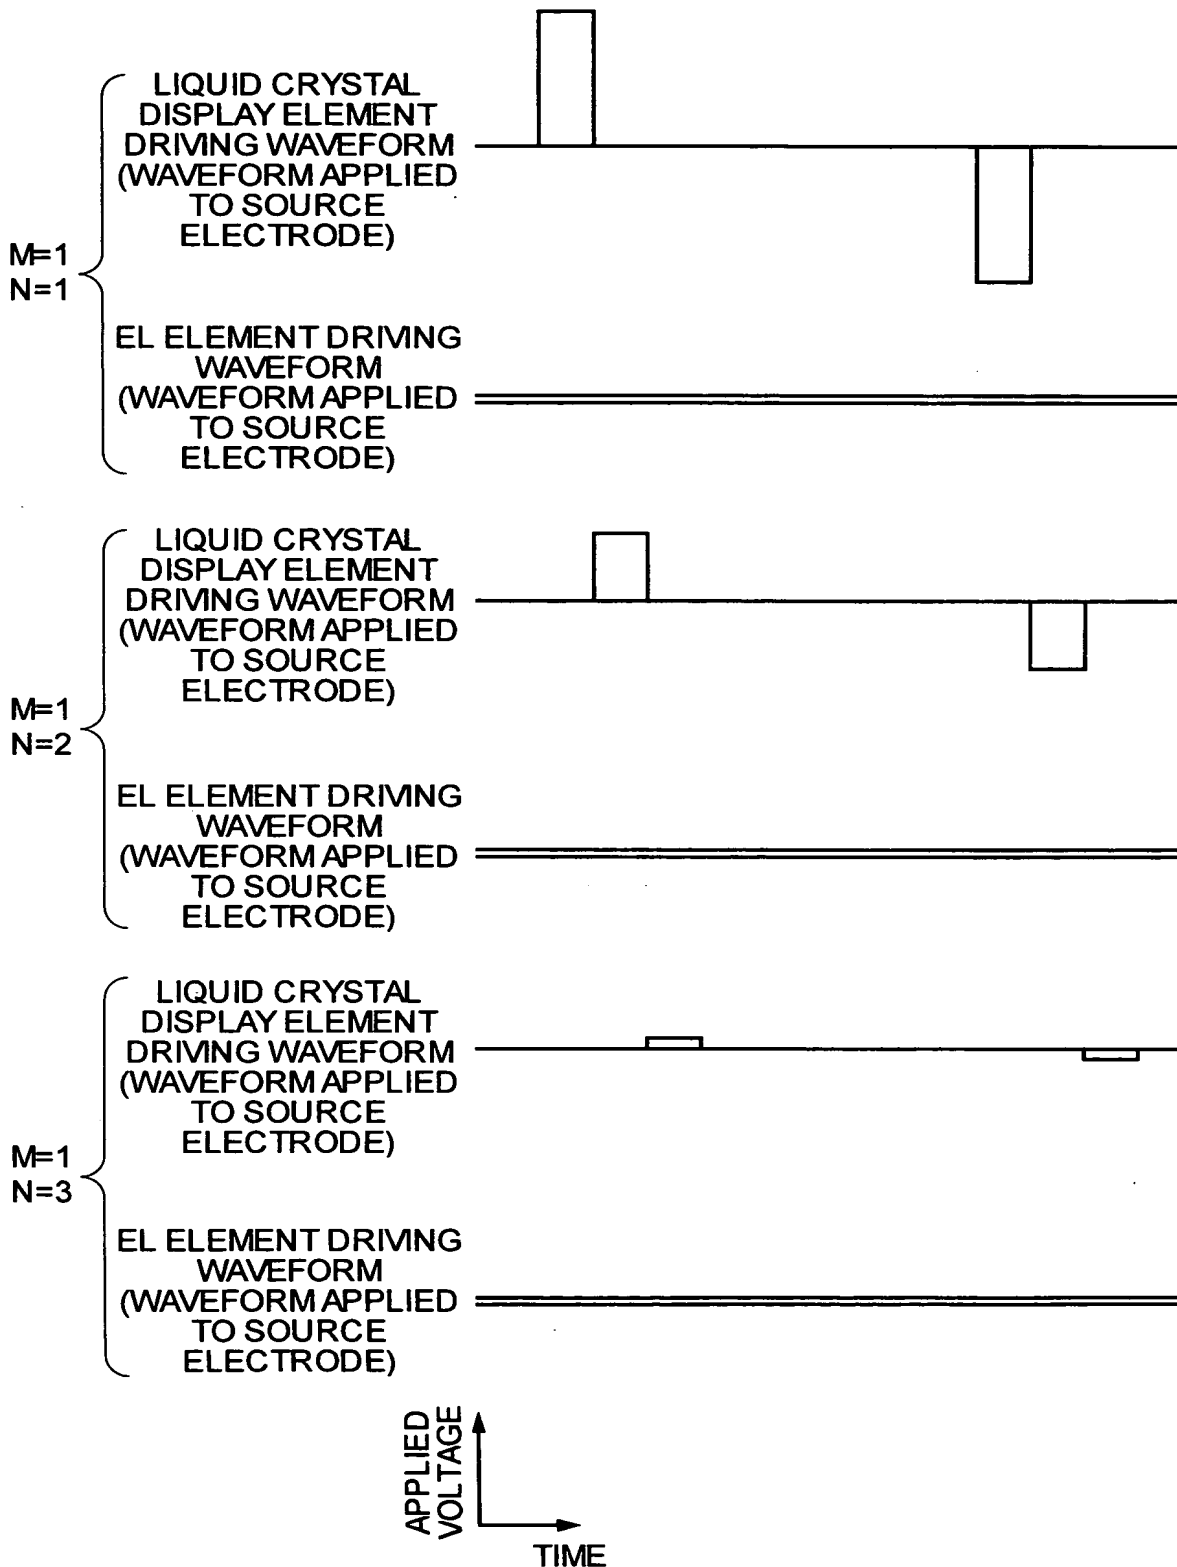 LIQUID CRYSTAL
DISPLAY ELEMENT
DRIVING WAVEFORM
(WAVEFORM APPLIED
TO SOURCE
ELECTRODE)
M=1
N=1
EL ELEMENT DRIVING
WAVEFORM
(WAVEFORM APPLIED
TO SOURCE
ELECTRODE)
LIQUID CRYSTAL
DISPLAY ELEMENT
DRIVING WAVEFORM
(WAVEFORM APPLIED
TO SOURCE
ELECTRODE)
M=1
N=2
EL ELEMENT DRIVING
WAVEFORM
(WAVEFORM APPLIED
TO SOURCE
ELECTRODE)
LIQUID CRYSTAL
DISPLAY ELEMENT
DRIVING WAVEFORM
(WAVEFORM APPLIED
TO SOURCE
ELECTRODE)
M=1
N=3
EL ELEMENT DRIVING
WAVEFORM
(WAVEFORM APPLIED
TO SOURCE
ELECTRODE)
APPLIED
VOLTAGE
TIME